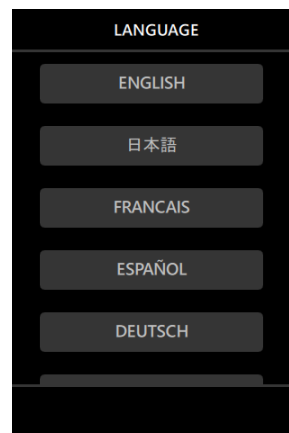 LANGUAGE
ENGLISH
日本語
FRANCAIS
ESPAÑOL
DEUTSCH